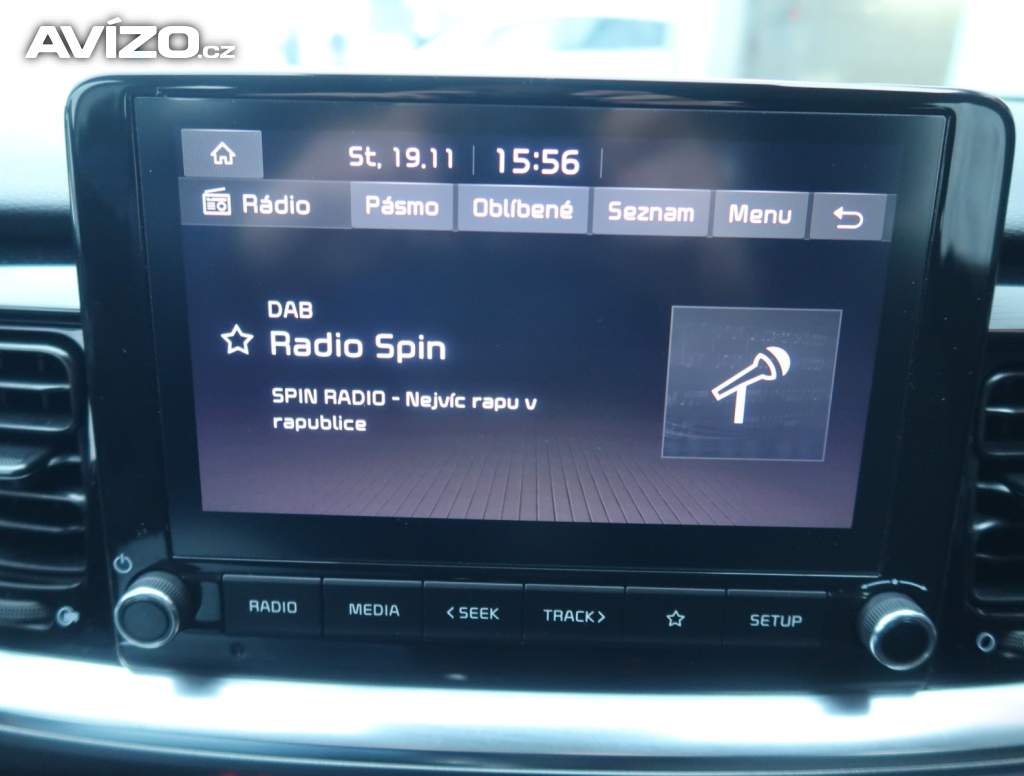 AVÍZO.cz
St, 19.11 15:56
Rádio Pásmo Oblíbené Seznam Menu
DAB
Radio Spin
SPIN RADIO - Nejvíc rapu v
rapublice
RADIO MEDIA < SEEK TRACK > SETUP